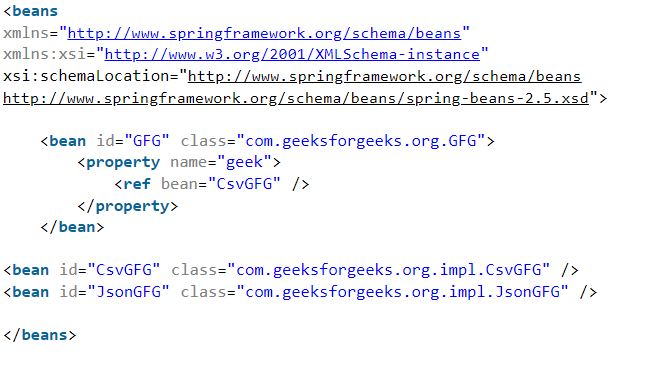 <beans
xmlns="http://www.springframework.org/schema/beans"
xmlns:xsi="http://www.w3.org/2001/XMLSchema-instance"
xsi:schemaLocation="http://www.springframework.org/schema/beans
http://www.springframework.org/schema/beans/spring-beans-2.5.xsd">
<bean id="GFG" class="com.geeksforgeeks.org.GFG">
<property name="geek">
<ref bean="CsvGFG" />
</property>
</bean>
<bean id="CsvGFG" class="com.geeksforgeeks.org.impl.CsvGFG" />
<bean id="JsonGFG" class="com.geeksforgeeks.org.impl.JsonGFG" />
</beans>